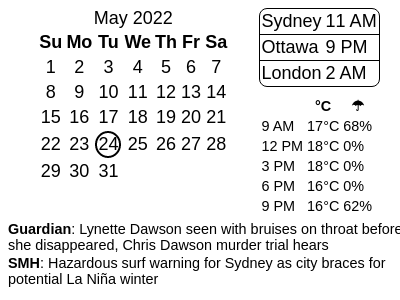 May 2022
Su Mo Tu We Th Fr Sa
1 2 3 4 5 6 7
8 9 10 11 12 13 14
15 16 17 18 19 20 21
22 23 24 25 26 27 28
29 30 31
Sydney 11 AM
Ottawa 9 PM
London 2 AM
°C ☂
9 AM 17°C 68%
12 PM 18°C 0%
3 PM 18°C 0%
6 PM 16°C 0%
9 PM 16°C 62%
Guardian: Lynette Dawson seen with bruises on throat before
she disappeared, Chris Dawson murder trial hears
SMH: Hazardous surf warning for Sydney as city braces for
potential La Niña winter